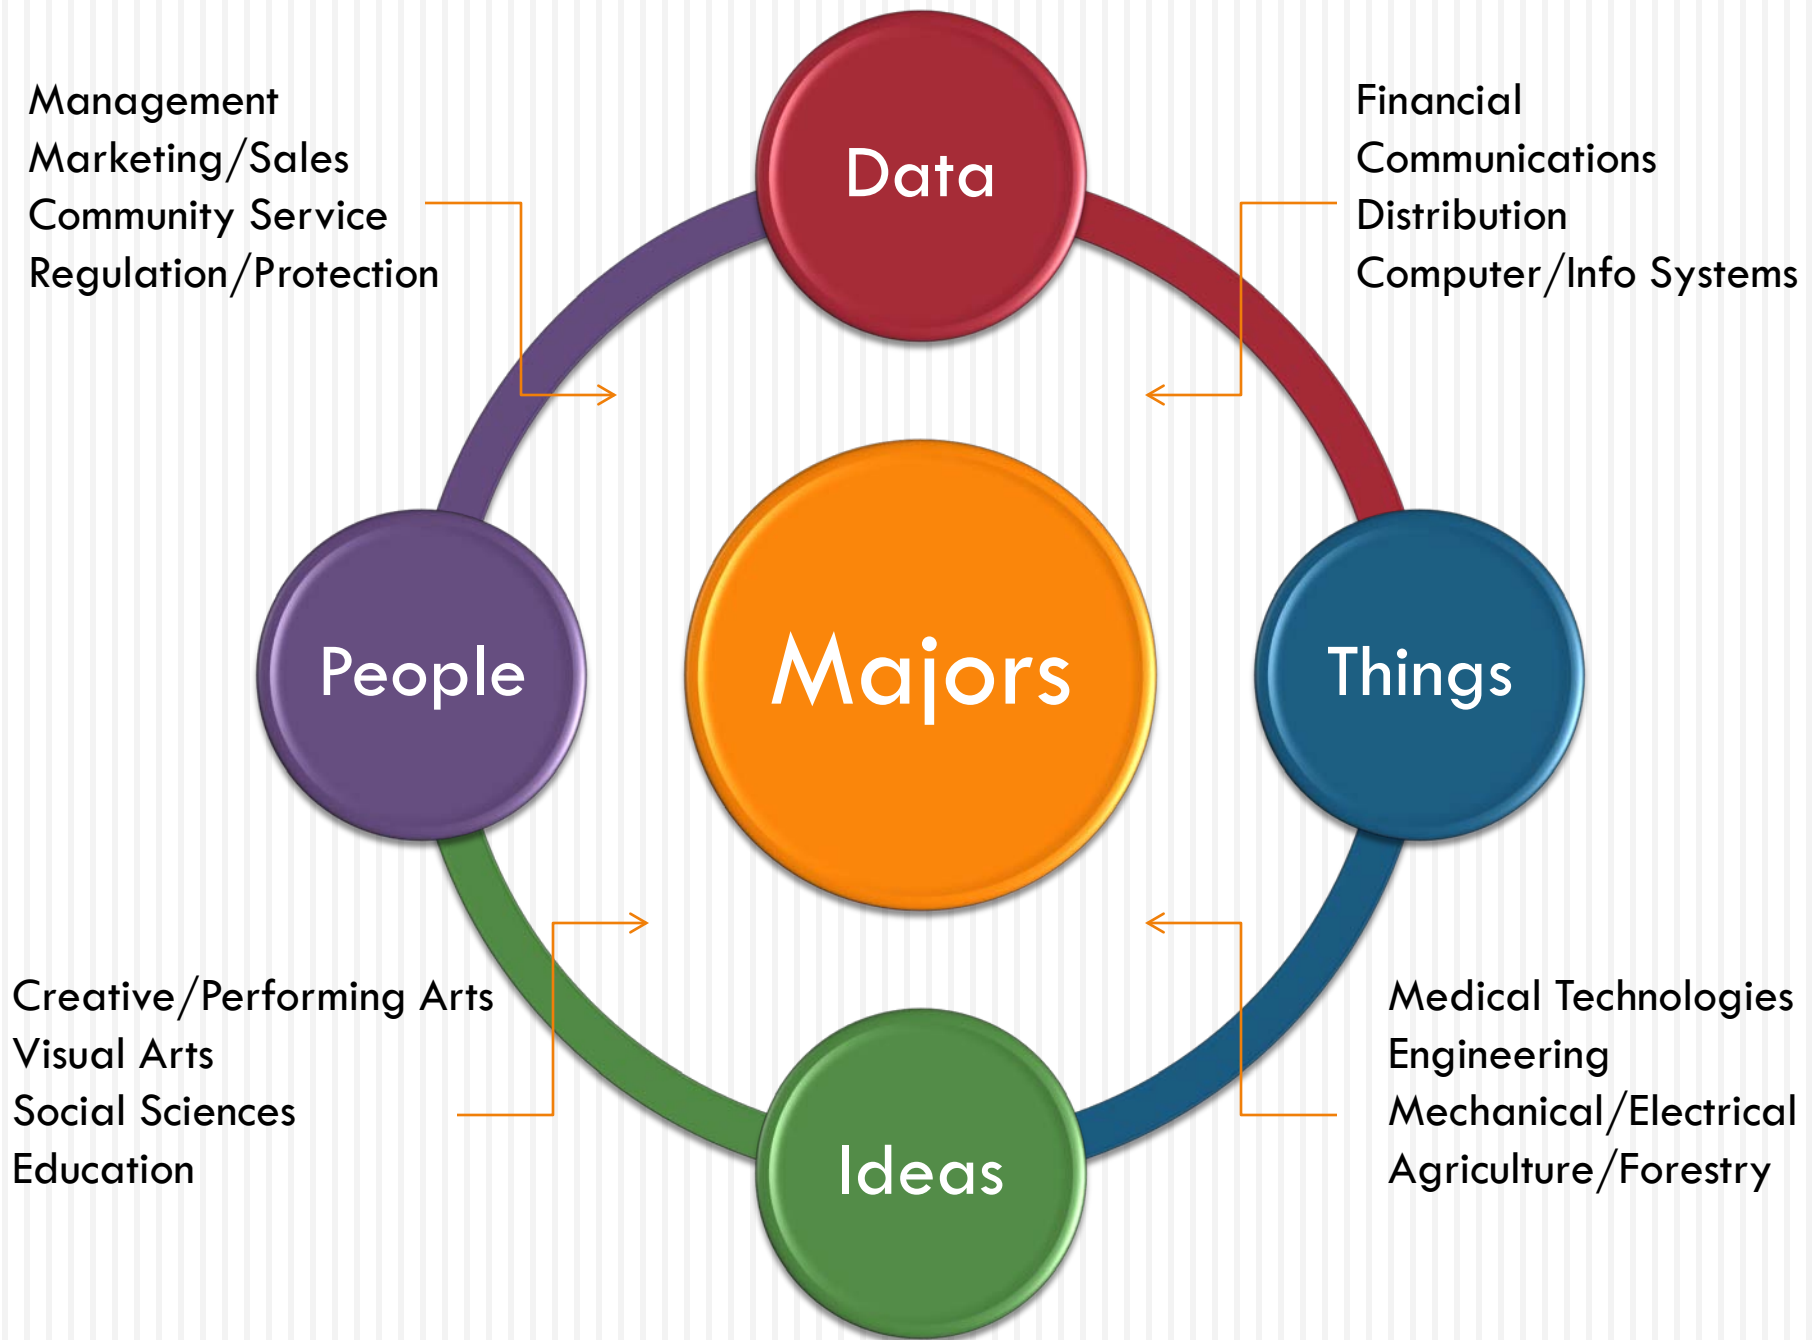 Data
Management
Marketing/Sales
Community Service
Regulation/Protection
Financial
Communications
Distribution
Computer/Info Systems
People
Majors
Things
Creative/Performing Arts
Visual Arts
Social Sciences
Education
Ideas
Medical Technologies
Engineering
Mechanical/Electrical
Agriculture/Forestry